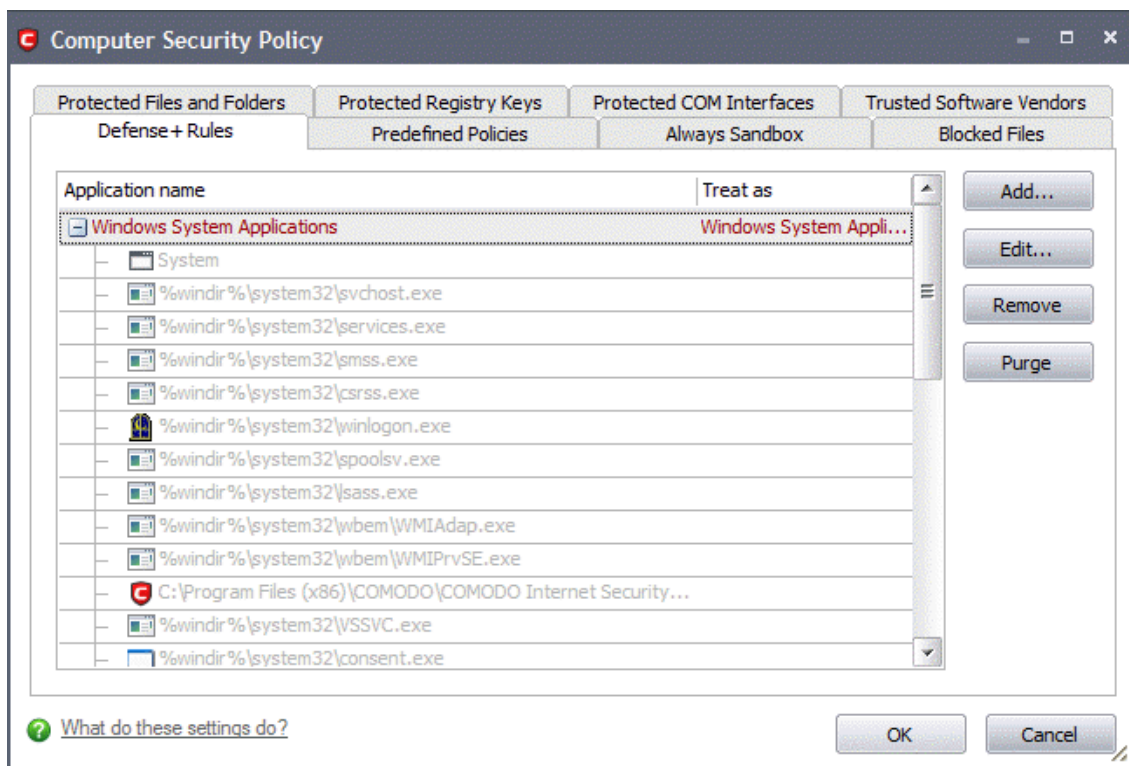 Computer Security Policy
Protected Files and Folders Protected Registry Keys Protected COM Interfaces Trusted Software Vendors
Defense+ Rules Predefined Policies Always Sandbox Blocked Files
Application name Treat as
Windows System Applications Windows System Appli...
System
%windir%\system32\svchost.exe
%windir%\system32\services.exe
%windir%\system32\smss.exe
%windir%\system32\csrss.exe
%windir%\system32\winlogon.exe
%windir%\system32\spoolsv.exe
%windir%\system32\lsass.exe
%windir%\system32\wbem\WMIAdap.exe
%windir%\system32\wbem\WMIPrvSE.exe
C:\Program Files (x86)\COMODO\COMODO Internet Security...
%windir%\system32\VSSVC.exe
%windir%\system32\consent.exe
Add...
Edit...
Remove
Purge
What do these settings do?
OK Cancel